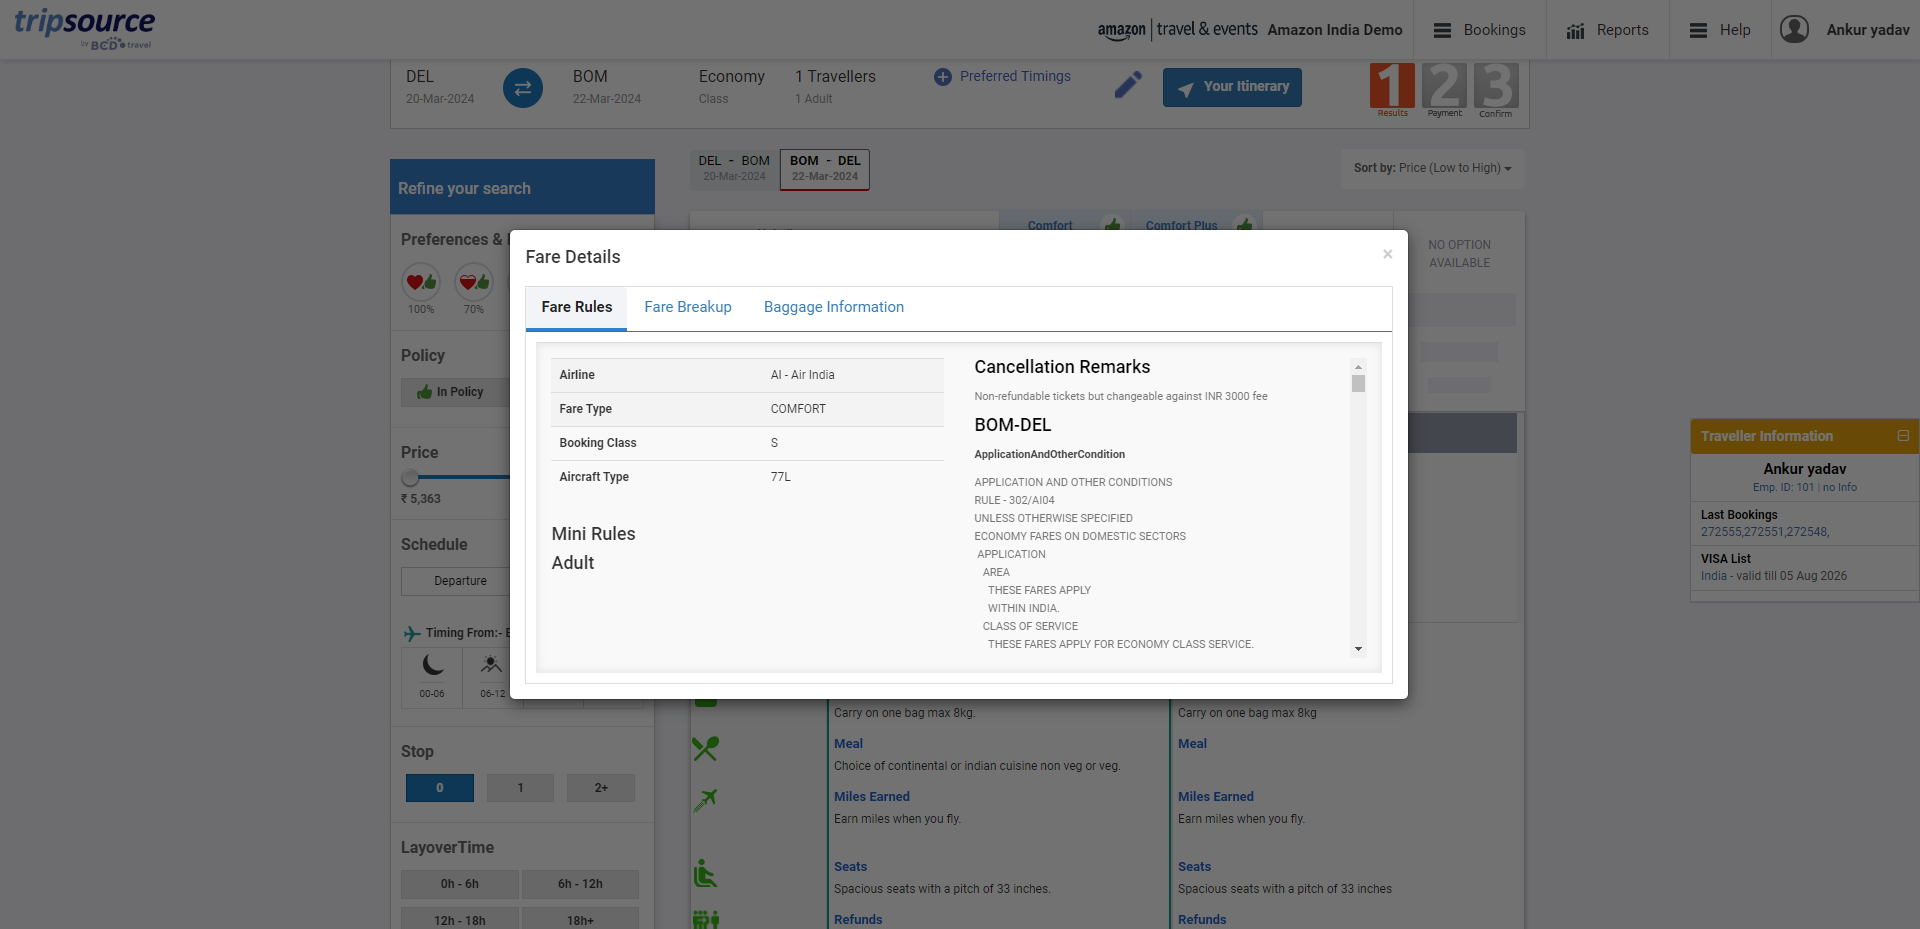 tripsource
by BCD travel
amazon | travel & events Amazon India Demo
Bookings
Reports
Help
Ankur yadav
DEL
20-Mar-2024
BOM
22-Mar-2024
Economy
Class
1 Travellers
1 Adult
Preferred Timings
Your Itinerary
1 2 3
Results Payment Confirm
DEL - BOM
20-Mar-2024
BOM - DEL
22-Mar-2024
Sort by: Price (Low to High)
Refine your search
Preferences &
100%
70%
Policy
In Policy
Price
₹ 5,363
Schedule
Departure
Timing From:-
00-06
06-12
Stop
0
1
2+
LayoverTime
0h - 6h
6h - 12h
12h - 18h
18h+
Comfort
Comfort Plus
NO OPTION
AVAILABLE
Fare Details
×
Fare Rules
Fare Breakup
Baggage Information
Airline AI - Air India
Fare Type COMFORT
Booking Class S
Aircraft Type 77L
Mini Rules
Adult
Cancellation Remarks
Non-refundable tickets but changeable against INR 3000 fee
BOM-DEL
ApplicationAndOtherCondition
APPLICATION AND OTHER CONDITIONS
RULE - 302/AI04
UNLESS OTHERWISE SPECIFIED
ECONOMY FARES ON DOMESTIC SECTORS
APPLICATION
AREA
THESE FARES APPLY
WITHIN INDIA.
CLASS OF SERVICE
THESE FARES APPLY FOR ECONOMY CLASS SERVICE.
Carry on one bag max 8kg.
Meal
Choice of continental or indian cuisine non veg or veg.
Miles Earned
Earn miles when you fly.
Seats
Spacious seats with a pitch of 33 inches.
Refunds
Carry on one bag max 8kg
Meal
Miles Earned
Earn miles when you fly.
Seats
Spacious seats with a pitch of 33 inches
Refunds
Traveller Information
Ankur yadav
Emp. ID: 101 | no Info
Last Bookings
272555,272551,272548,
VISA List
India - valid till 05 Aug 2026